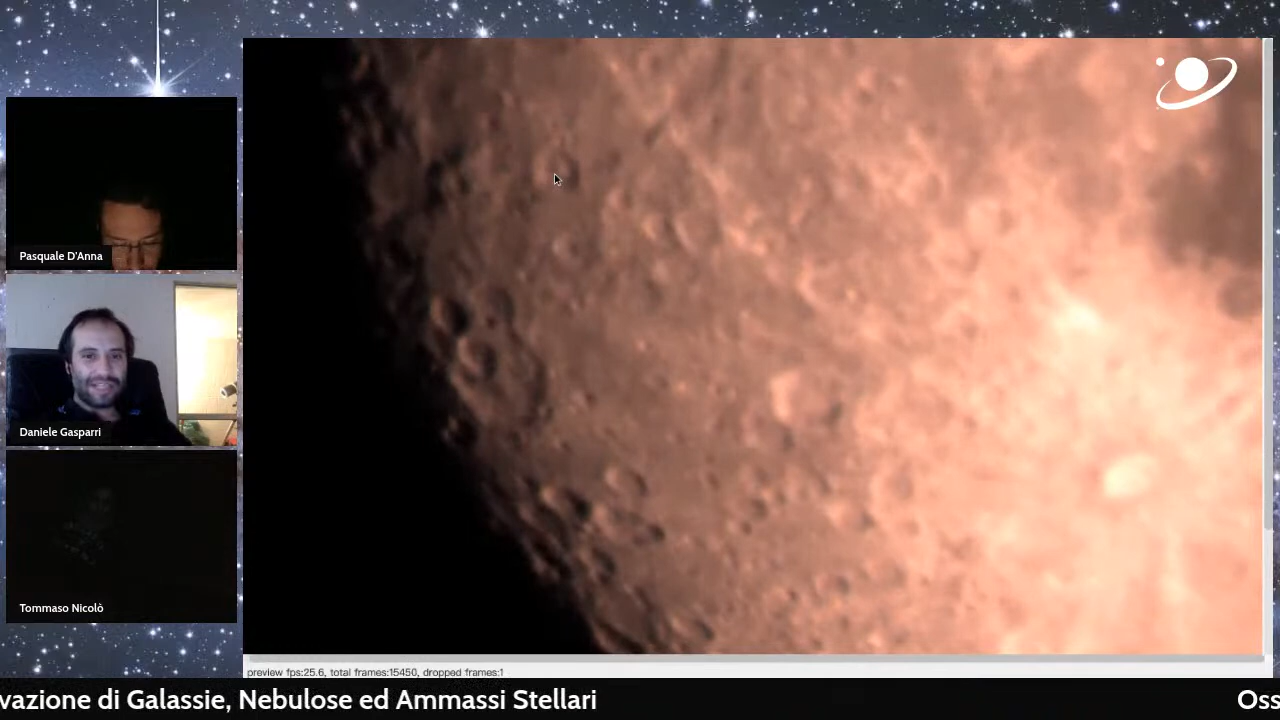 Pasquale D'Anna
Daniele Gasparri
Tommaso Nicolò
preview fps:25.6, total frames:15450, dropped frames:1
vazione di Galassie, Nebulose ed Ammassi Stellari
Oss